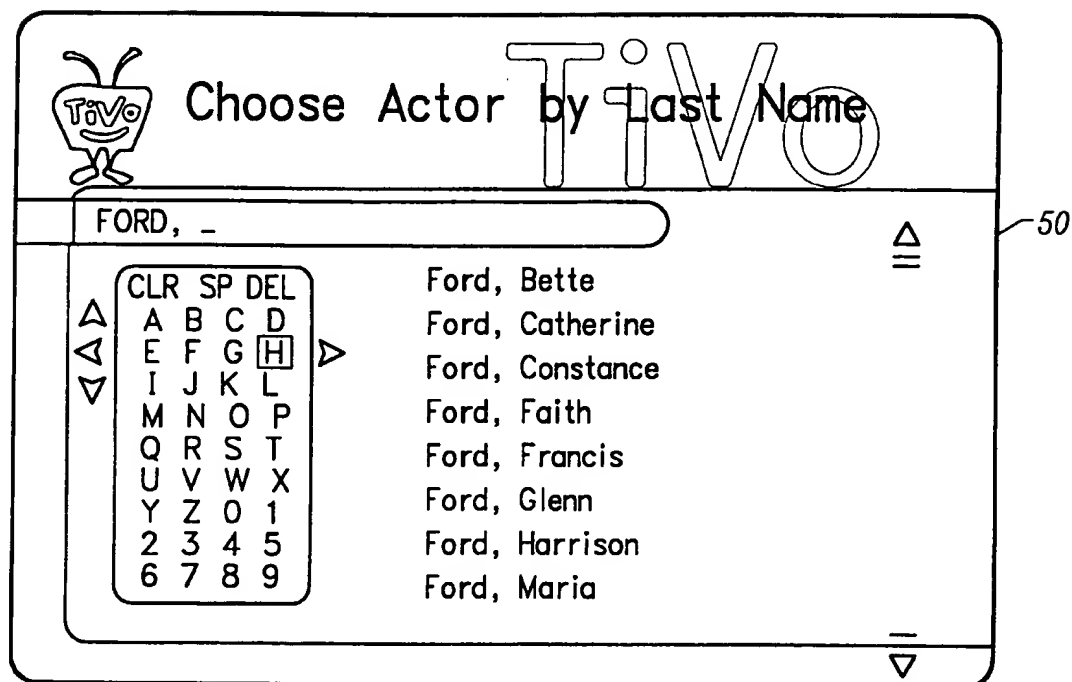 TiVo
TiVo
Choose Actor by Last Name
FORD, _
50
CLR SP DEL
A B C D
E F G H
I J K L
M N O P
Q R S T
U V W X
Y Z 0 1
2 3 4 5
6 7 8 9
Ford, Bette
Ford, Catherine
Ford, Constance
Ford, Faith
Ford, Francis
Ford, Glenn
Ford, Harrison
Ford, Maria